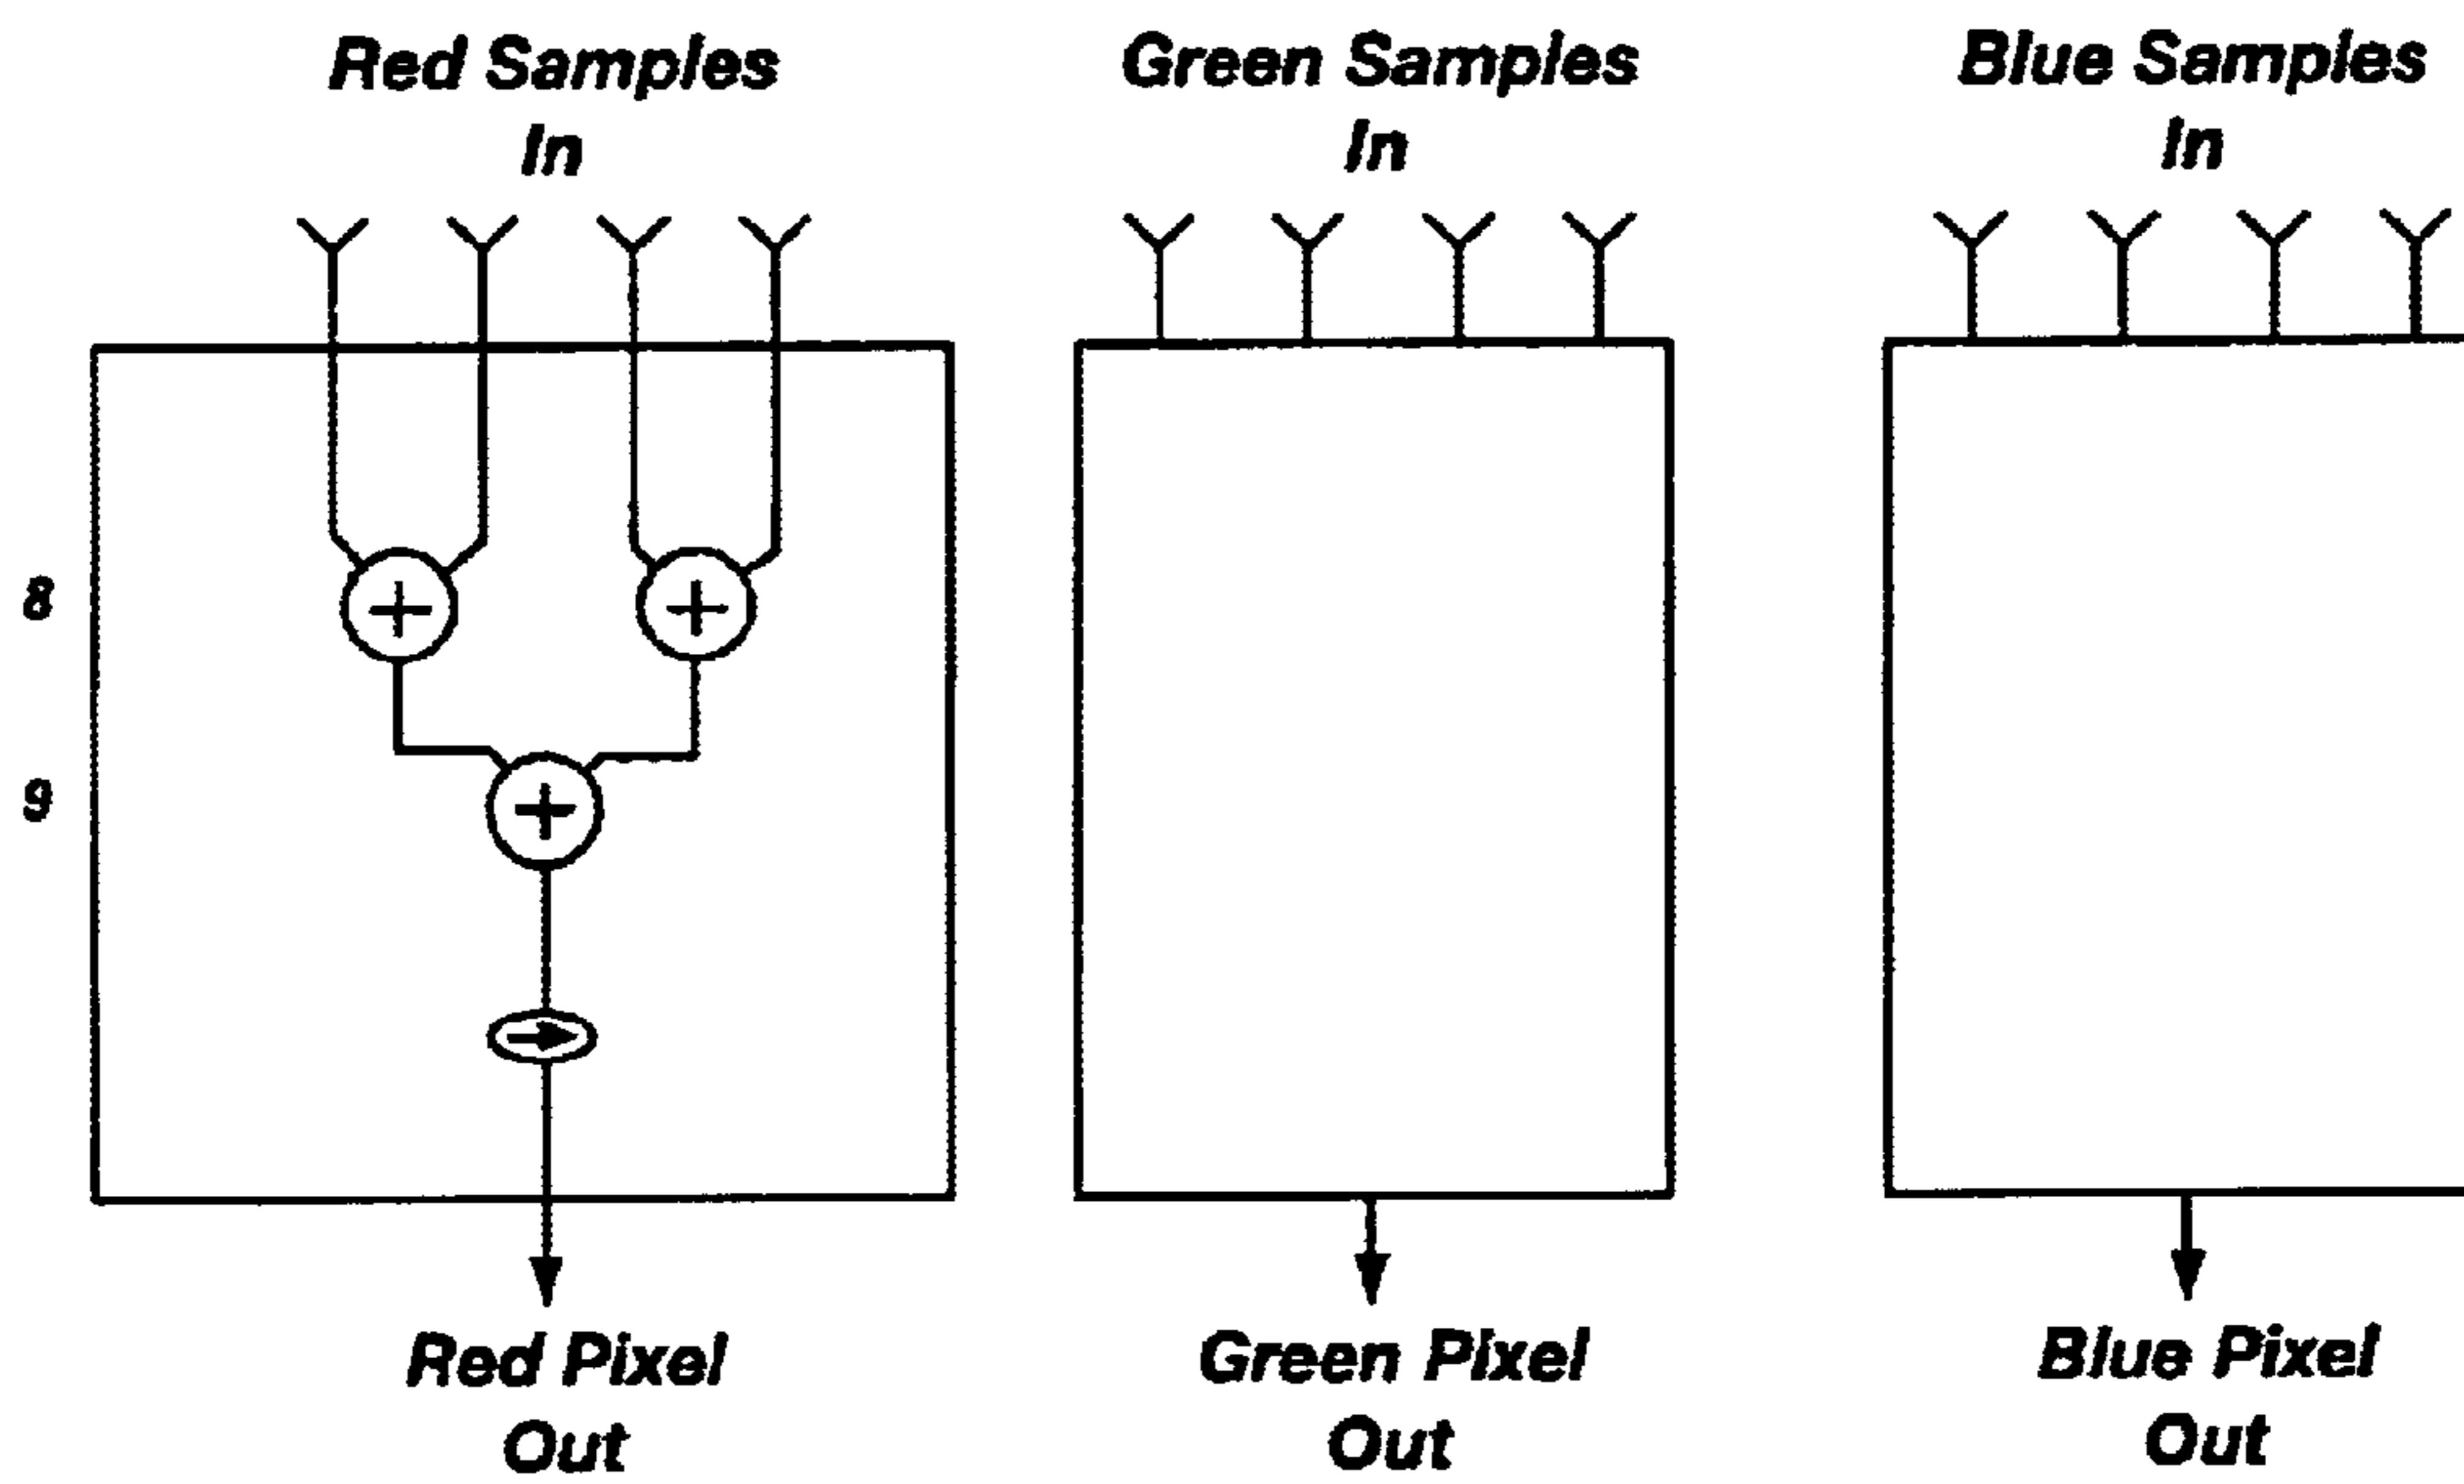 Red Samples
In
Green Samples
In
Blue Samples
In
8
9
Red Pixel
Out
Green Pixel
Out
Blue Pixel
Out